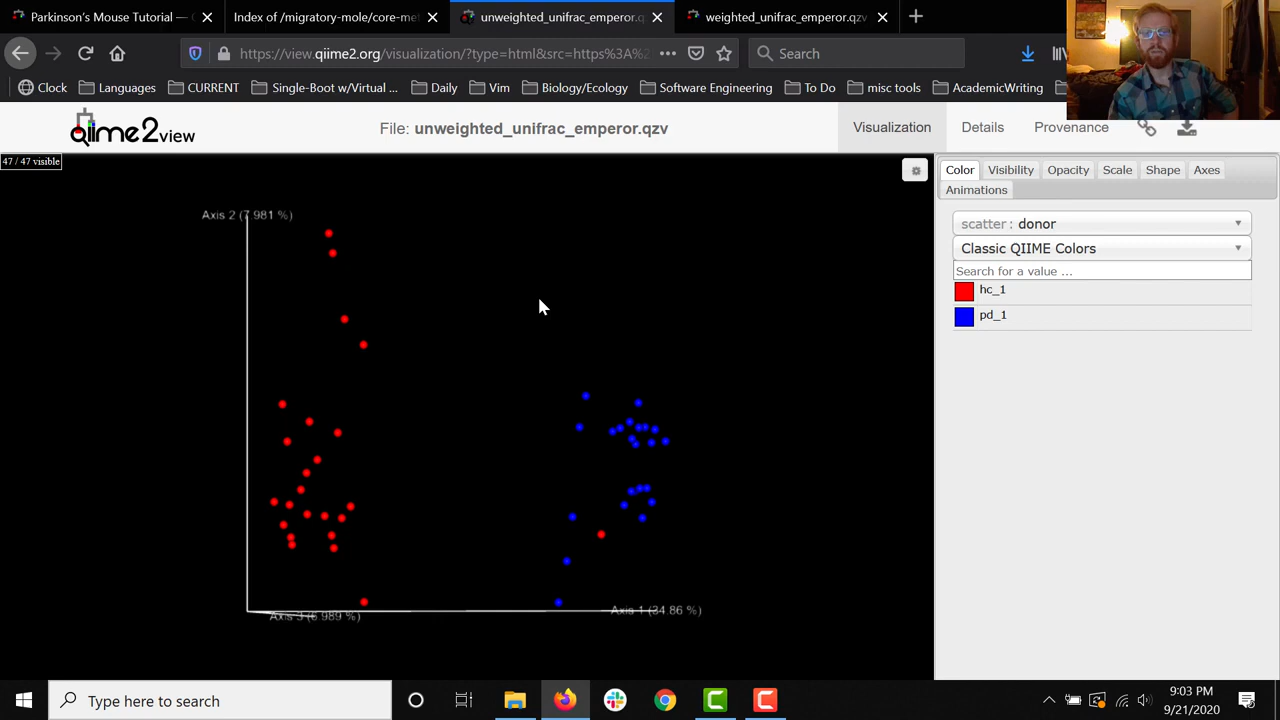 Parkinson's Mouse Tutorial —
Index of /migratory-mole/core-me
unweighted_unifrac_emperor.q
weighted_unifrac_emperor.qzv
https://view.qiime2.org/visualization/?type=html&src=https%3A%
Search
Clock
Languages
CURRENT
Single-Boot w/Virtual ...
Daily
Vim
Biology/Ecology
Software Engineering
To Do
misc tools
AcademicWriting
qiime2view
File: unweighted_unifrac_emperor.qzv
Visualization
Details
Provenance
47 / 47 visible
Color
Visibility
Opacity
Scale
Shape
Axes
Animations
scatter: donor
Classic QIIME Colors
Search for a value ...
hc_1
pd_1
Axis 2 (7.981 %)
Axis 3 (6.989 %)
Axis 1 (34.86 %)
Type here to search
9:03 PM
9/21/2020